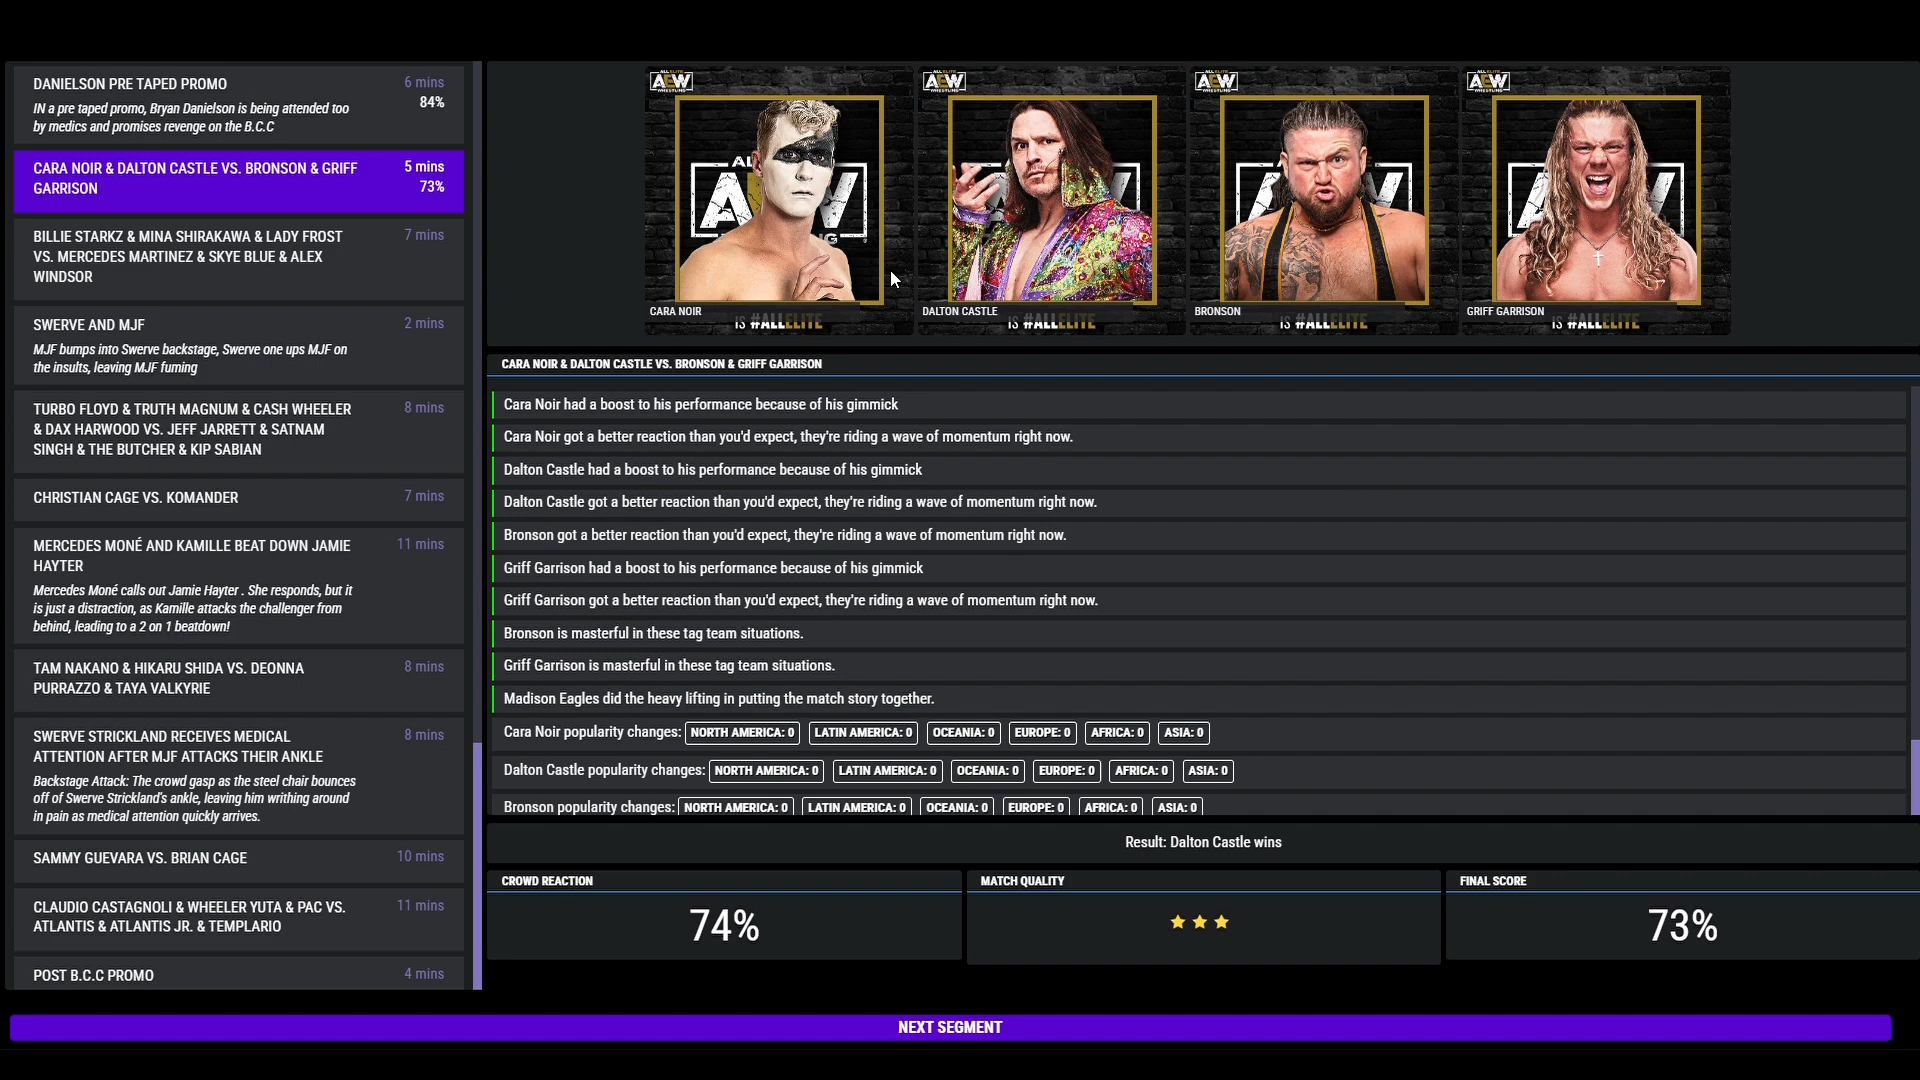 DANIELSON PRE TAPED PROMO
6 mins
84%
IN a pre taped promo, Bryan Danielson is being attended too
by medics and promises revenge on the B.C.C
CARA NOIR & DALTON CASTLE VS. BRONSON & GRIFF
GARRISON
5 mins
73%
BILLIE STARKZ & MINA SHIRAKAWA & LADY FROST
VS. MERCEDES MARTINEZ & SKYE BLUE & ALEX
WINDSOR
7 mins
SWERVE AND MJF
2 mins
MJF bumps into Swerve backstage, Swerve one ups MJF on
the insults, leaving MJF fuming
TURBO FLOYD & TRUTH MAGNUM & CASH WHEELER
& DAX HARWOOD VS. JEFF JARRETT & SATNAM
SINGH & THE BUTCHER & KIP SABIAN
8 mins
CHRISTIAN CAGE VS. KOMANDER
7 mins
MERCEDES MONÉ AND KAMILLE BEAT DOWN JAMIE
HAYTER
11 mins
Mercedes Moné calls out Jamie Hayter . She responds, but it
is just a distraction, as Kamille attacks the challenger from
behind, leading to a 2 on 1 beatdown!
TAM NAKANO & HIKARU SHIDA VS. DEONNA
PURRAZZO & TAYA VALKYRIE
8 mins
SWERVE STRICKLAND RECEIVES MEDICAL
ATTENTION AFTER MJF ATTACKS THEIR ANKLE
8 mins
Backstage Attack: The crowd gasp as the steel chair bounces
off of Swerve Strickland's ankle, leaving him writhing around
in pain as medical attention quickly arrives.
SAMMY GUEVARA VS. BRIAN CAGE
10 mins
CLAUDIO CASTAGNOLI & WHEELER YUTA & PAC VS.
ATLANTIS & ATLANTIS JR. & TEMPLARIO
11 mins
POST B.C.C PROMO
4 mins
AEW
CARA NOIR
IS #ALLELITE
AEW
DALTON CASTLE
IS #ALLELITE
AEW
BRONSON
IS #ALLELITE
AEW
GRIFF GARRISON
IS #ALLELITE
CARA NOIR & DALTON CASTLE VS. BRONSON & GRIFF GARRISON
Cara Noir had a boost to his performance because of his gimmick
Cara Noir got a better reaction than you'd expect, they're riding a wave of momentum right now.
Dalton Castle had a boost to his performance because of his gimmick
Dalton Castle got a better reaction than you'd expect, they're riding a wave of momentum right now.
Bronson got a better reaction than you'd expect, they're riding a wave of momentum right now.
Griff Garrison had a boost to his performance because of his gimmick
Griff Garrison got a better reaction than you'd expect, they're riding a wave of momentum right now.
Bronson is masterful in these tag team situations.
Griff Garrison is masterful in these tag team situations.
Madison Eagles did the heavy lifting in putting the match story together.
Cara Noir popularity changes: NORTH AMERICA: 0 LATIN AMERICA: 0 OCEANIA: 0 EUROPE: 0 AFRICA: 0 ASIA: 0
Dalton Castle popularity changes: NORTH AMERICA: 0 LATIN AMERICA: 0 OCEANIA: 0 EUROPE: 0 AFRICA: 0 ASIA: 0
Bronson popularity changes: NORTH AMERICA: 0 LATIN AMERICA: 0 OCEANIA: 0 EUROPE: 0 AFRICA: 0 ASIA: 0
Result: Dalton Castle wins
CROWD REACTION
74%
MATCH QUALITY
FINAL SCORE
73%
NEXT SEGMENT